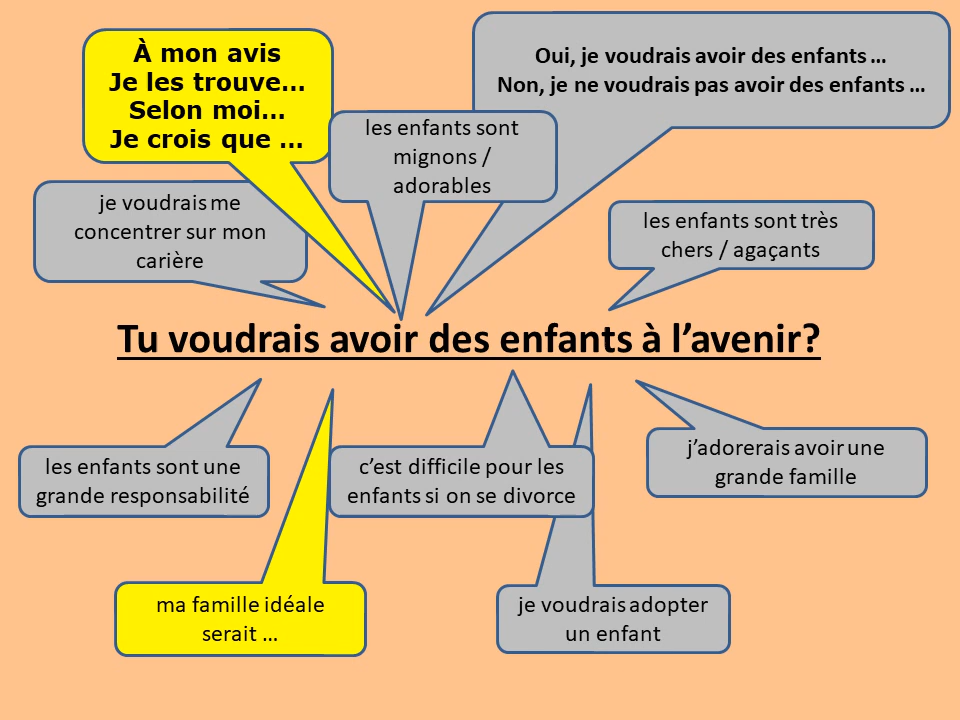 À mon avis
Je les trouve...
Selon moi...
Je crois que ...
Oui, je voudrais avoir des enfants ...
Non, je ne voudrais pas avoir des enfants ...
les enfants sont
mignons /
adorables
je voudrais me
concentrer sur mon
carière
les enfants sont très
chers / agaçants
Tu voudrais avoir des enfants à l’avenir?
les enfants sont une
grande responsabilité
c’est difficile pour les
enfants si on se divorce
j’adorerais avoir une
grande famille
ma famille idéale
serait ...
je voudrais adopter
un enfant